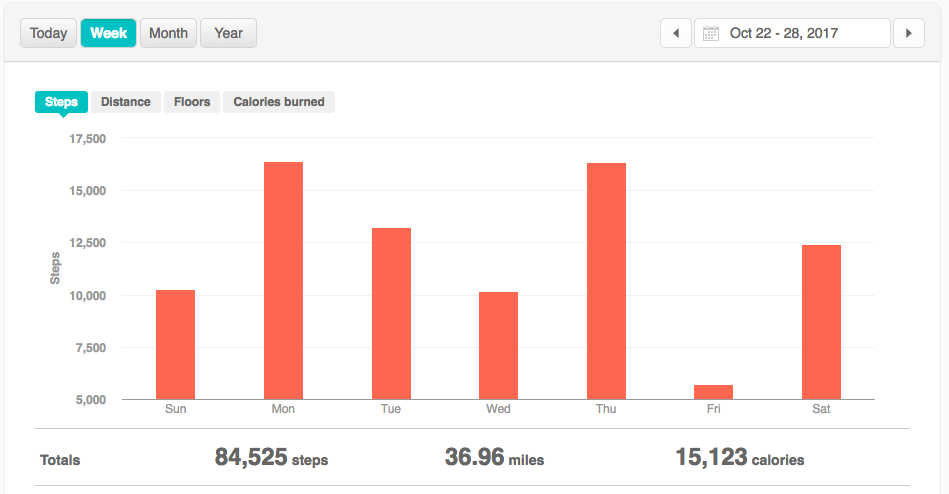 Today Week Month Year Oct 22 - 28, 2017
Steps Distance Floors Calories burned
17,500
15,000
12,500
10,000
7,500
5,000
Steps
Sun Mon Tue Wed Thu Fri Sat
Totals 84,525 steps 36.96 miles 15,123 calories